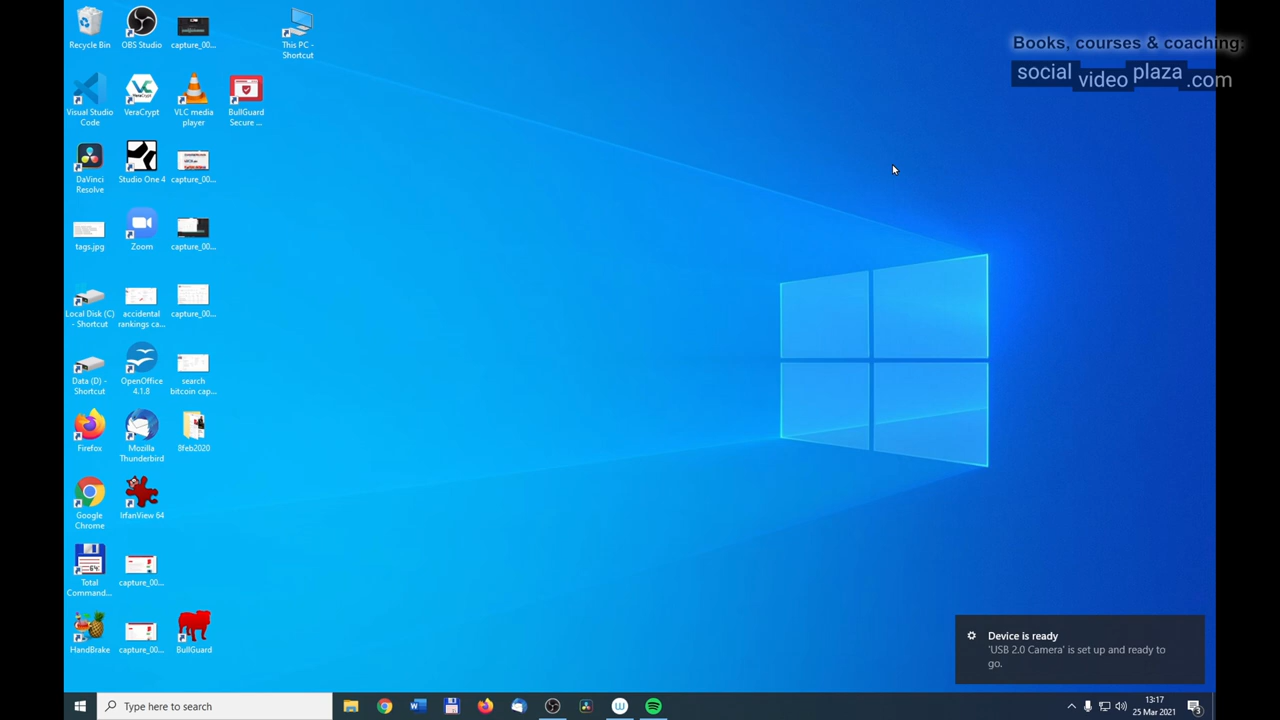 Books, courses & coaching:
social video plaza .com
Recycle Bin
OBS Studio
capture_00...
This PC -
Shortcut
Visual Studio
Code
VeraCrypt
VLC media
player
BullGuard
Secure ...
DaVinci
Resolve
Studio One 4
capture_00...
tags.jpg
Zoom
capture_00...
Local Disk (C)
- Shortcut
accidental
rankings ca...
capture_00...
Data (D) -
Shortcut
OpenOffice
4.1.8
search
bitcoin cap...
Firefox
Mozilla
Thunderbird
8feb2020
Google
Chrome
IrfanView 64
Total
Command...
capture_00...
HandBrake
capture_00...
BullGuard
Device is ready
'USB 2.0 Camera' is set up and ready to
go.
Type here to search
13:17
25 Mar 2021
3